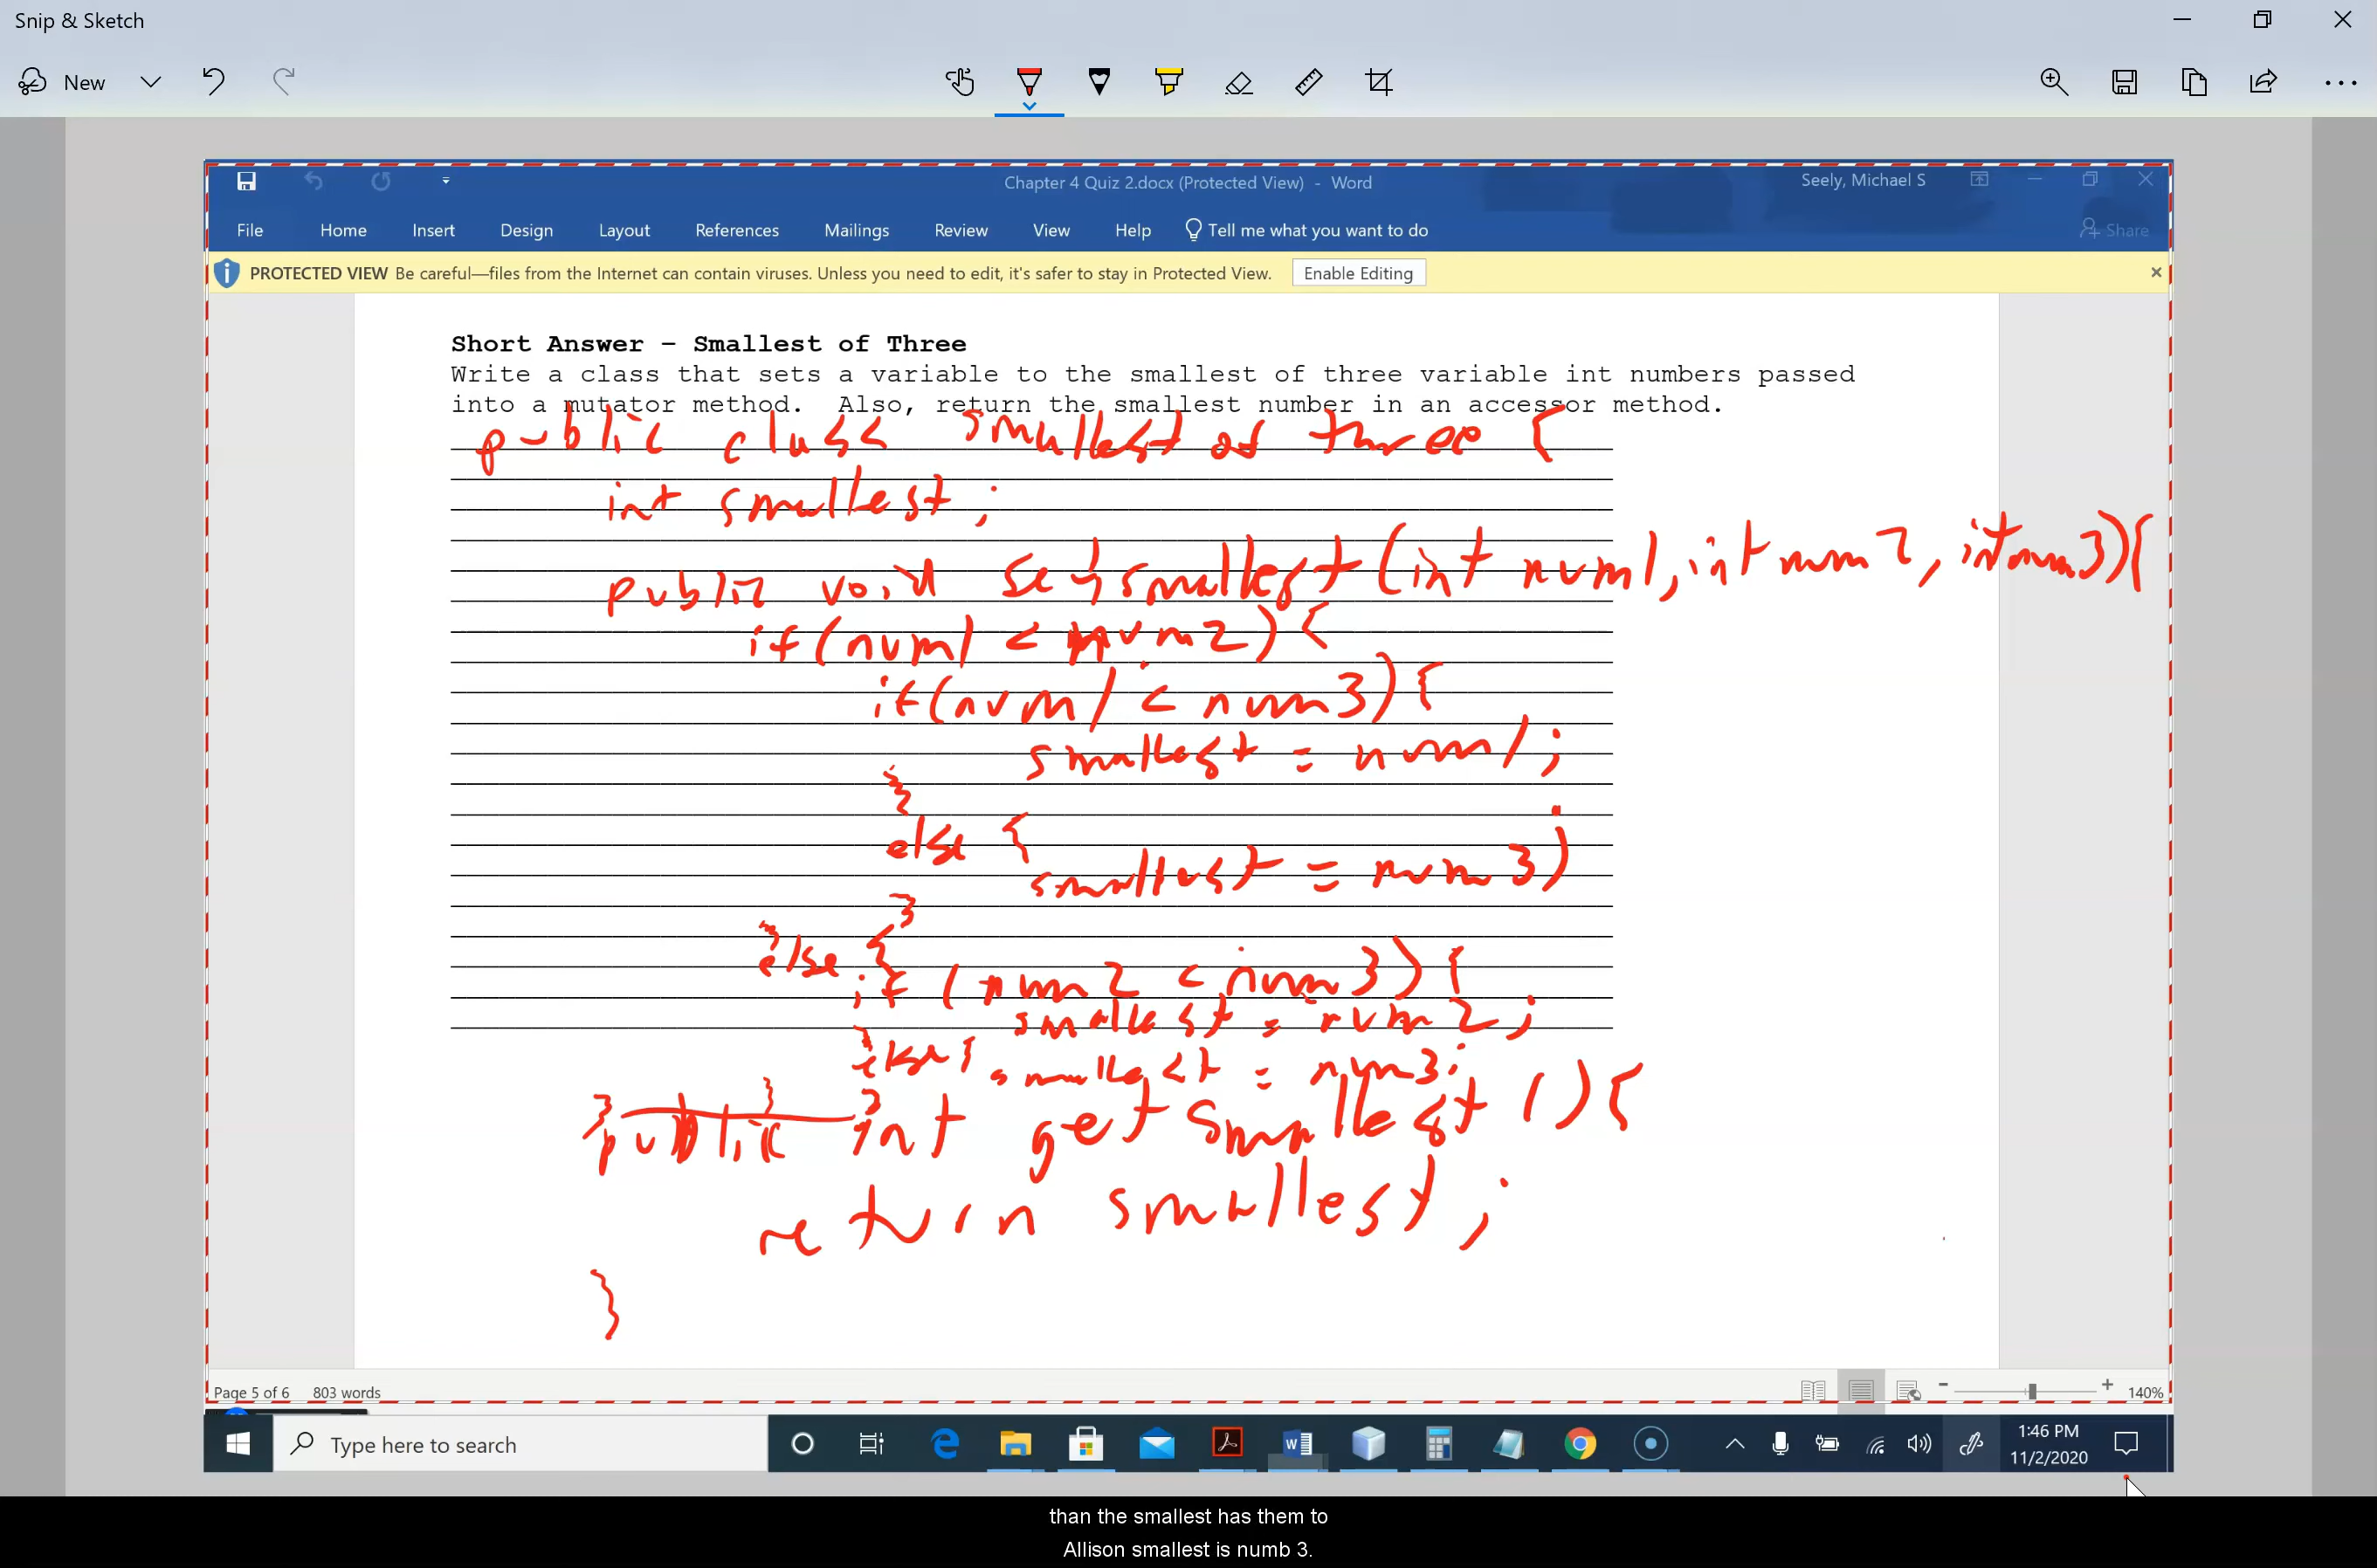 Snip & Sketch
New
Chapter 4 Quiz 2.docx (Protected View) - Word
Seely, Michael S
File Home Insert Design Layout References Mailings Review View Help Tell me what you want to do
Share
PROTECTED VIEW Be careful—files from the Internet can contain viruses. Unless you need to edit, it's safer to stay in Protected View. Enable Editing
Short Answer – Smallest of Three
Write a class that sets a variable to the smallest of three variable int numbers passed
into a mutator method. Also, return the smallest number in an accessor method.
public class smallest of three {
int smallest ;
public void setsmallest (int num1, int num2, int num3){
if (num1 < num2) {
if (num1 < num3) {
smallest = num1;
}
else {
smallest = num3;
}
}
else {
if (num2 < num3) {
smallest = num2;
}
else { smallest = num3;
} } }
public int getSmallest () {
return smallest ;
}
Page 5 of 6 803 words
140%
Type here to search
1:46 PM
11/2/2020
than the smallest has them to
Allison smallest is numb 3.